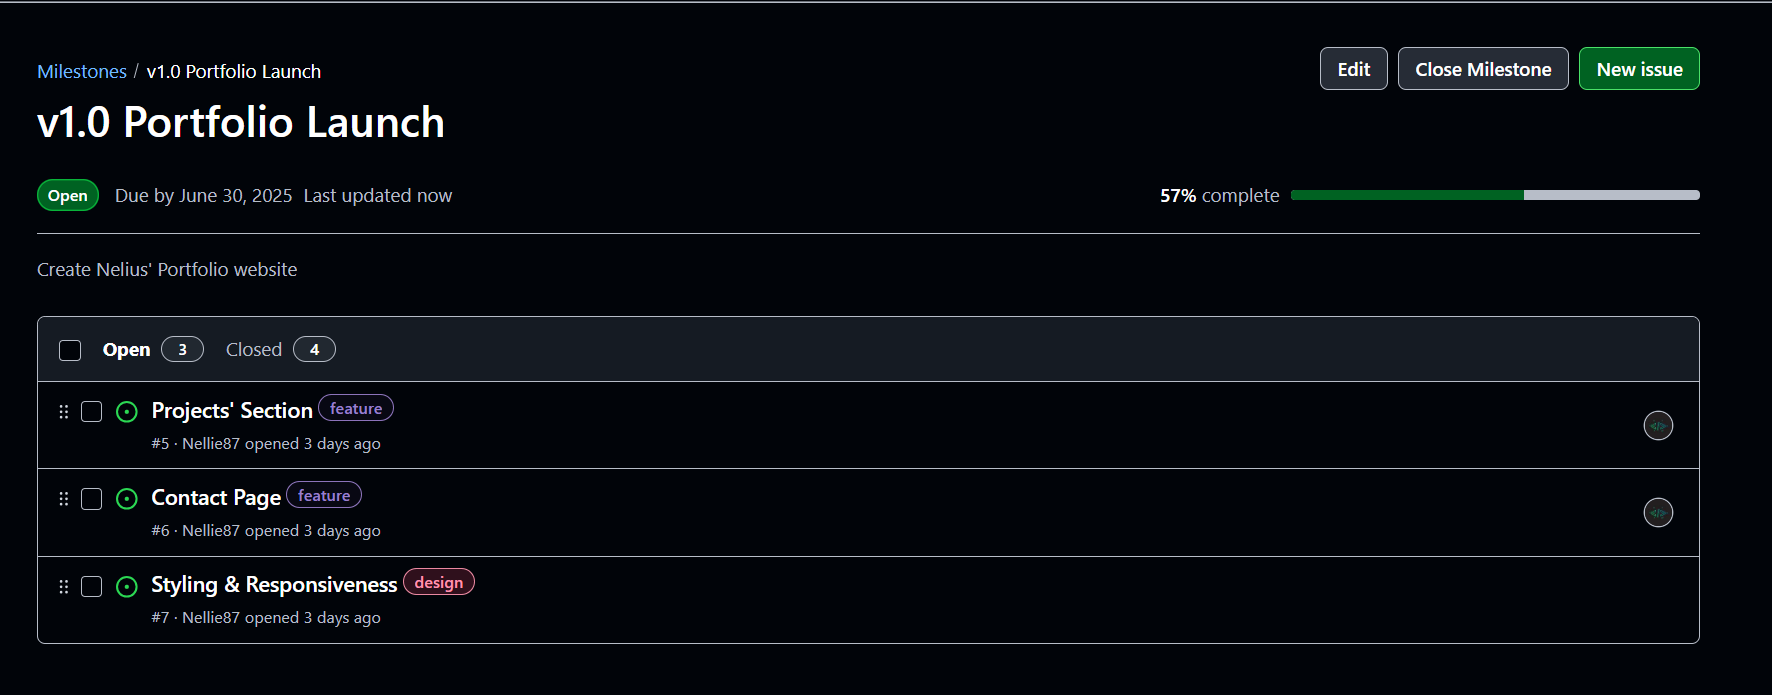 Milestones / v1.0 Portfolio Launch
Edit
Close Milestone
New issue
v1.0 Portfolio Launch
Open Due by June 30, 2025 Last updated now
57% complete
Create Nelius' Portfolio website
Open 3 Closed 4
Projects' Section feature
#5 · Nellie87 opened 3 days ago
Contact Page feature
#6 · Nellie87 opened 3 days ago
Styling & Responsiveness design
#7 · Nellie87 opened 3 days ago